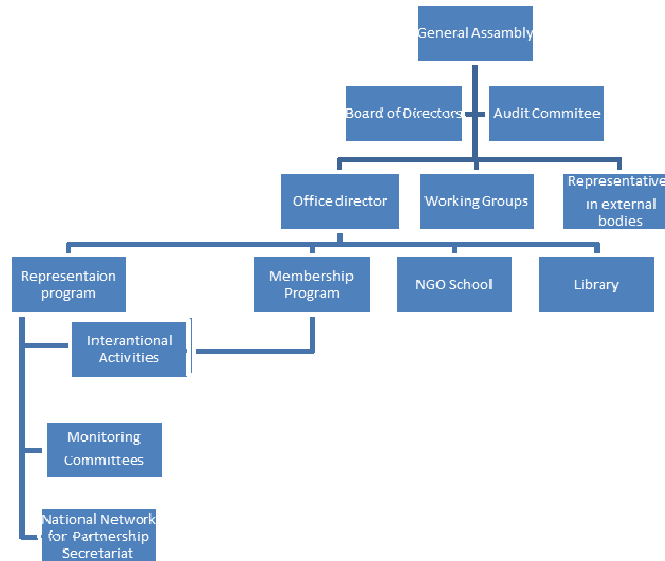 General Assambly
Board of Directors
Audit Commitee
Office director
Working Groups
Representative
in external
bodies
Representaion
program
Membership
Program
NGO School
Library
Interantional
Activities
Monitoring
Committees
National Network
for Partnership
Secretariat